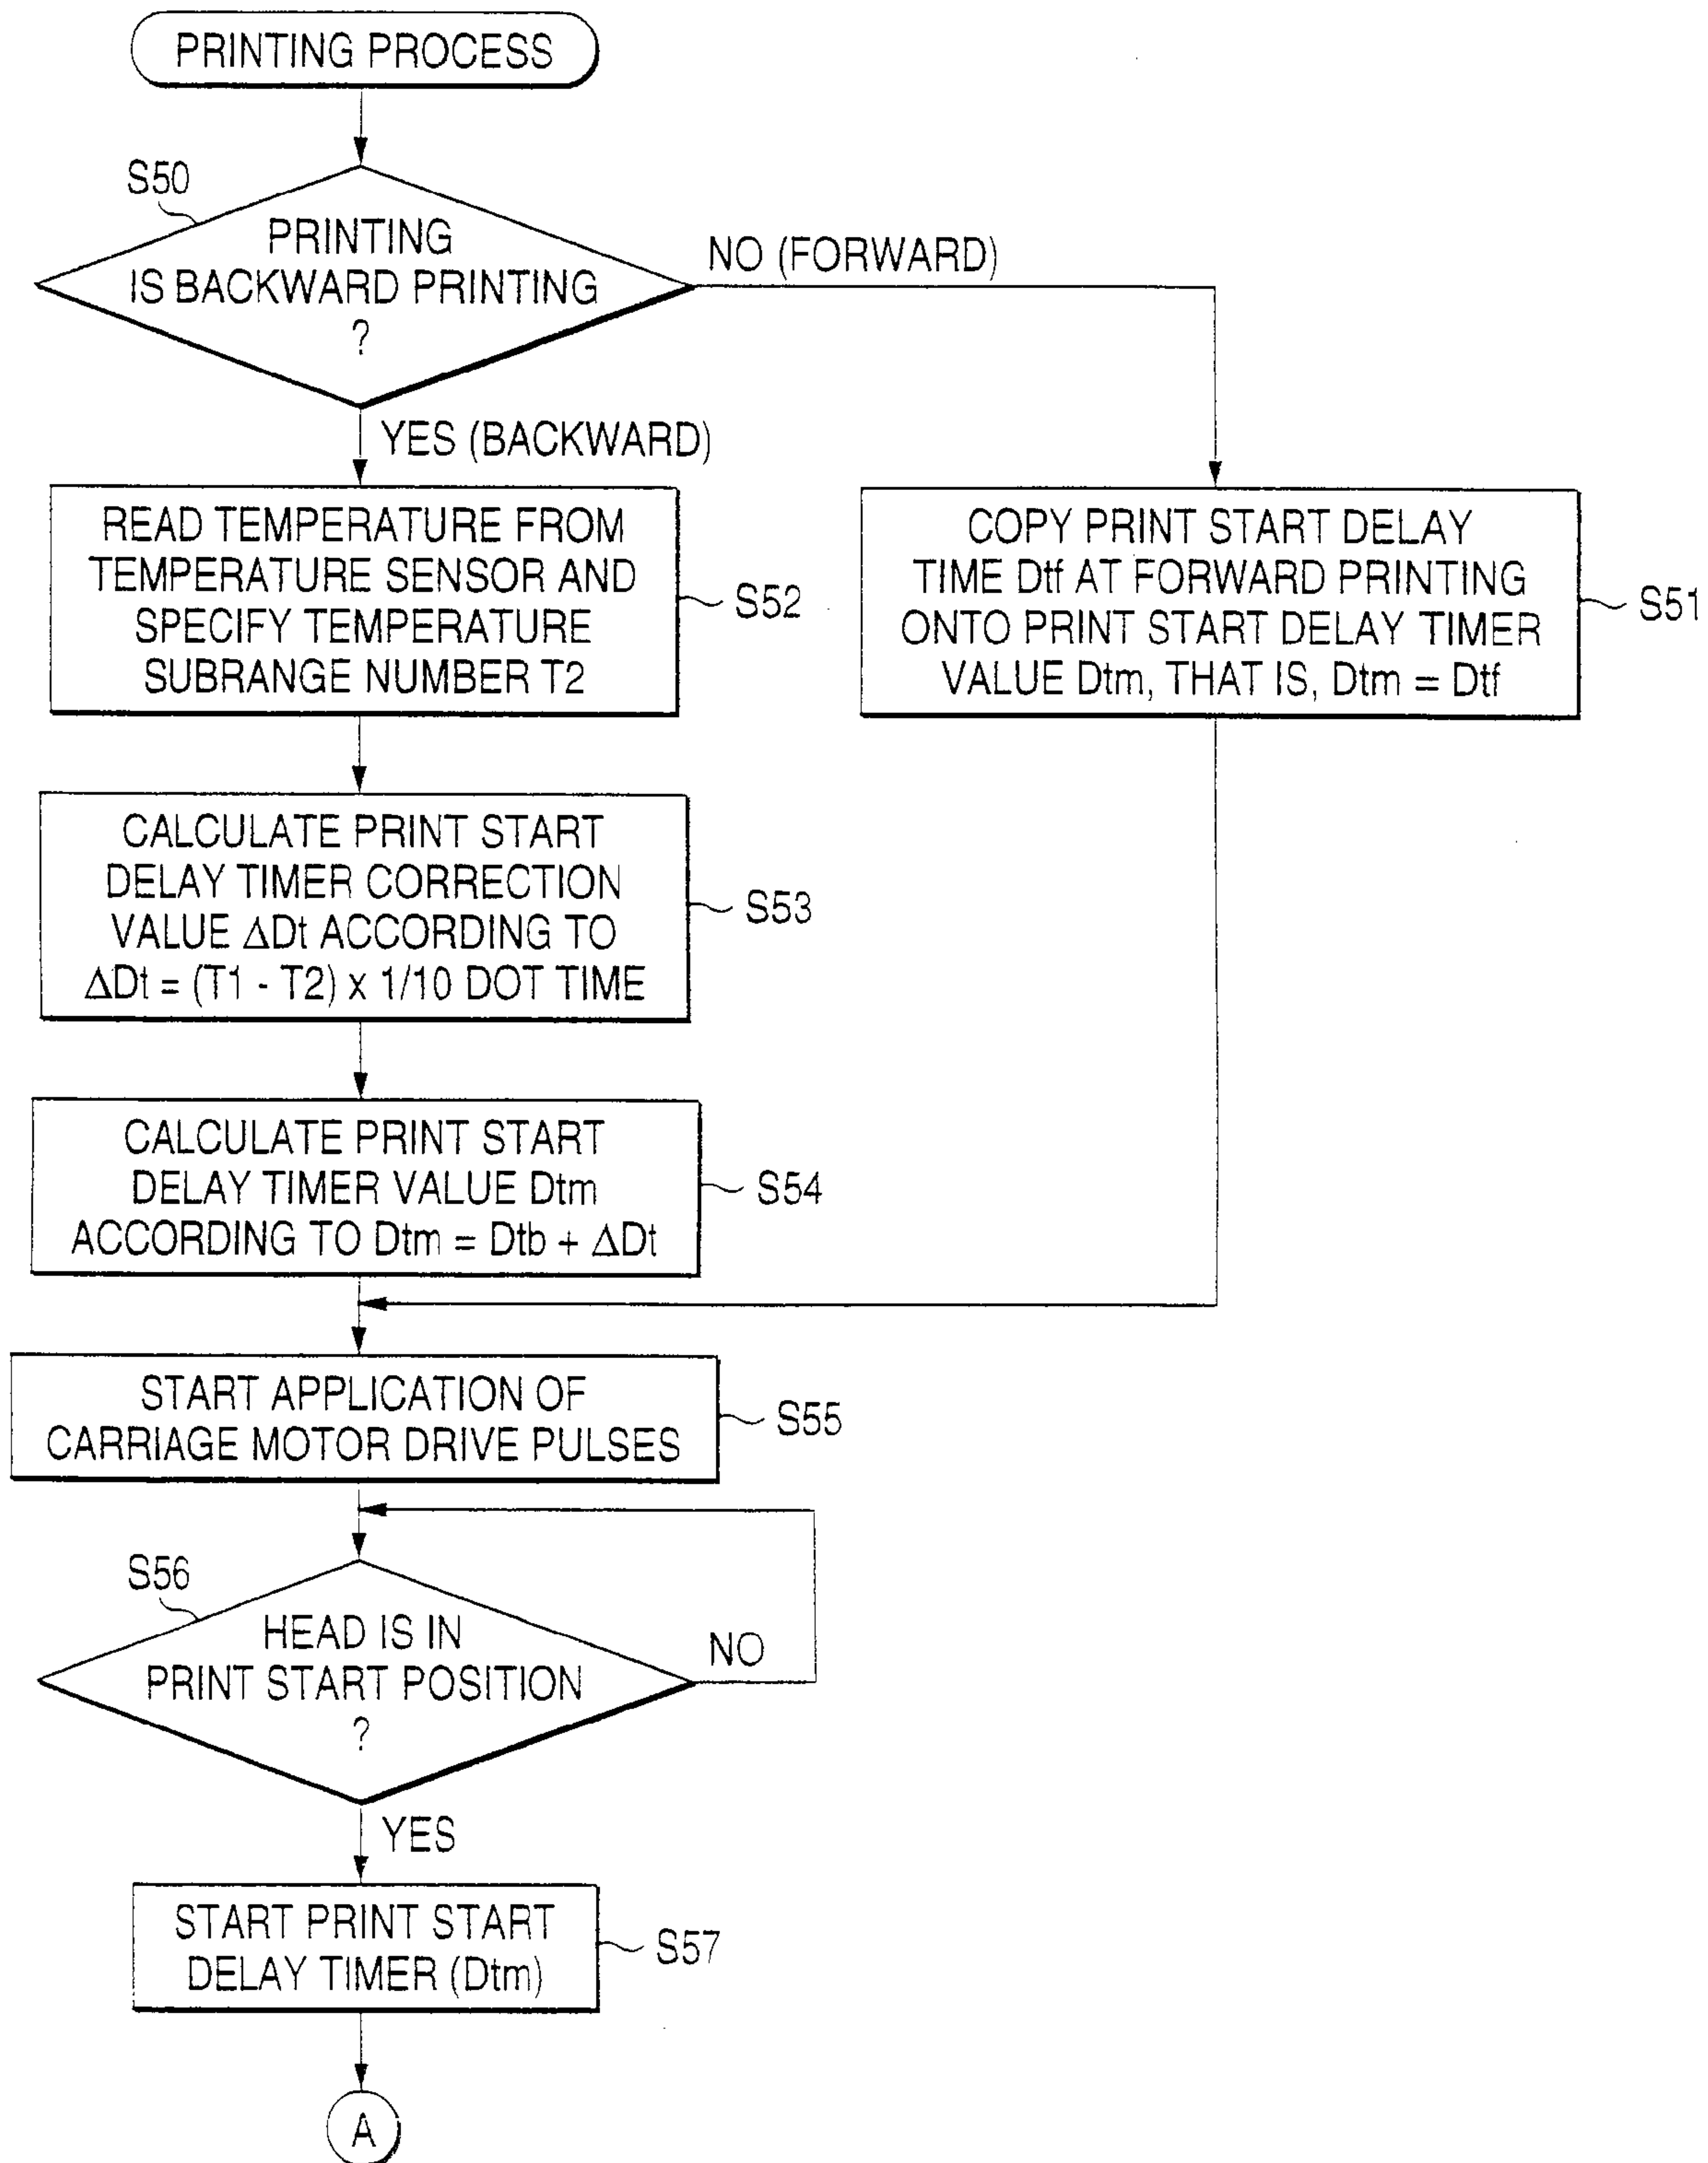 PRINTING PROCESS
S50
PRINTING
IS BACKWARD PRINTING
?
NO (FORWARD)
YES (BACKWARD)
READ TEMPERATURE FROM
TEMPERATURE SENSOR AND
SPECIFY TEMPERATURE
SUBRANGE NUMBER T2
S52
COPY PRINT START DELAY
TIME Dtf AT FORWARD PRINTING
ONTO PRINT START DELAY TIMER
VALUE Dtm, THAT IS, Dtm = Dtf
S51
CALCULATE PRINT START
DELAY TIMER CORRECTION
VALUE ΔDt ACCORDING TO
ΔDt = (T1 - T2) x 1/10 DOT TIME
S53
CALCULATE PRINT START
DELAY TIMER VALUE Dtm
ACCORDING TO Dtm = Dtb + ΔDt
S54
START APPLICATION OF
CARRIAGE MOTOR DRIVE PULSES
S55
S56
HEAD IS IN
PRINT START POSITION
?
NO
YES
START PRINT START
DELAY TIMER (Dtm)
S57
A